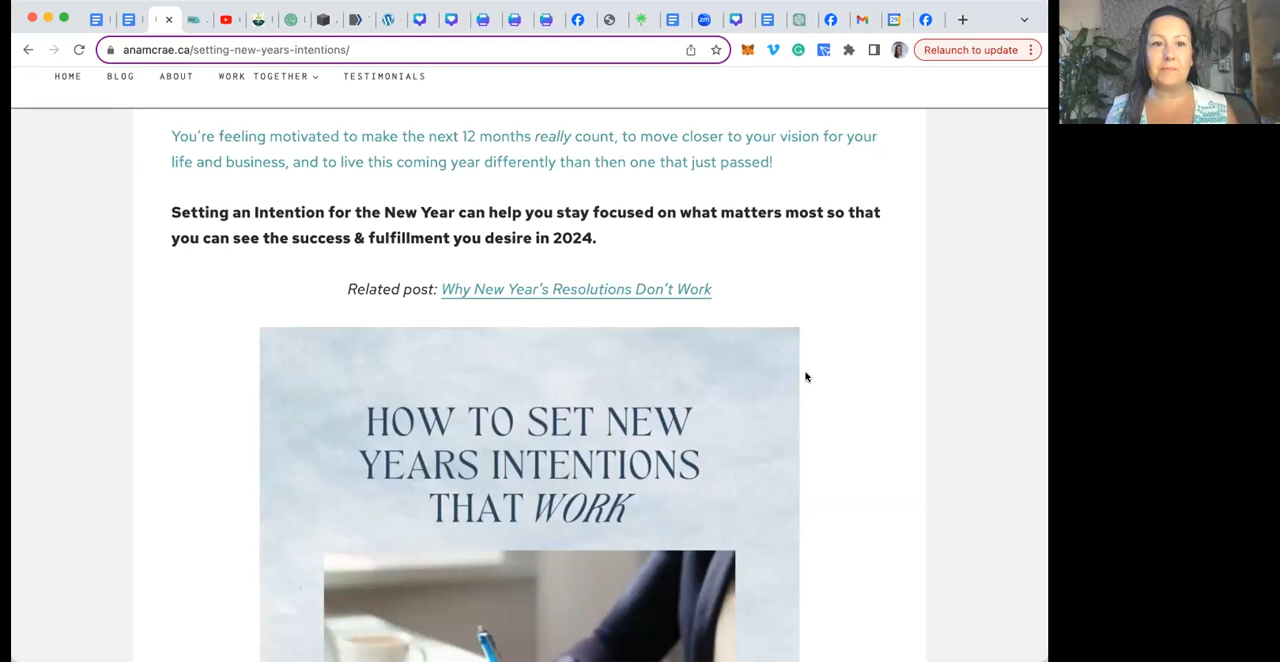 anamcrae.ca/setting-new-years-intentions/
Relaunch to update
HOME BLOG ABOUT WORK TOGETHER TESTIMONIALS
You're feeling motivated to make the next 12 months really count, to move closer to your vision for your
life and business, and to live this coming year differently than then one that just passed!
Setting an Intention for the New Year can help you stay focused on what matters most so that
you can see the success & fulfillment you desire in 2024.
Related post: Why New Year's Resolutions Don't Work
HOW TO SET NEW
YEARS INTENTIONS
THAT WORK